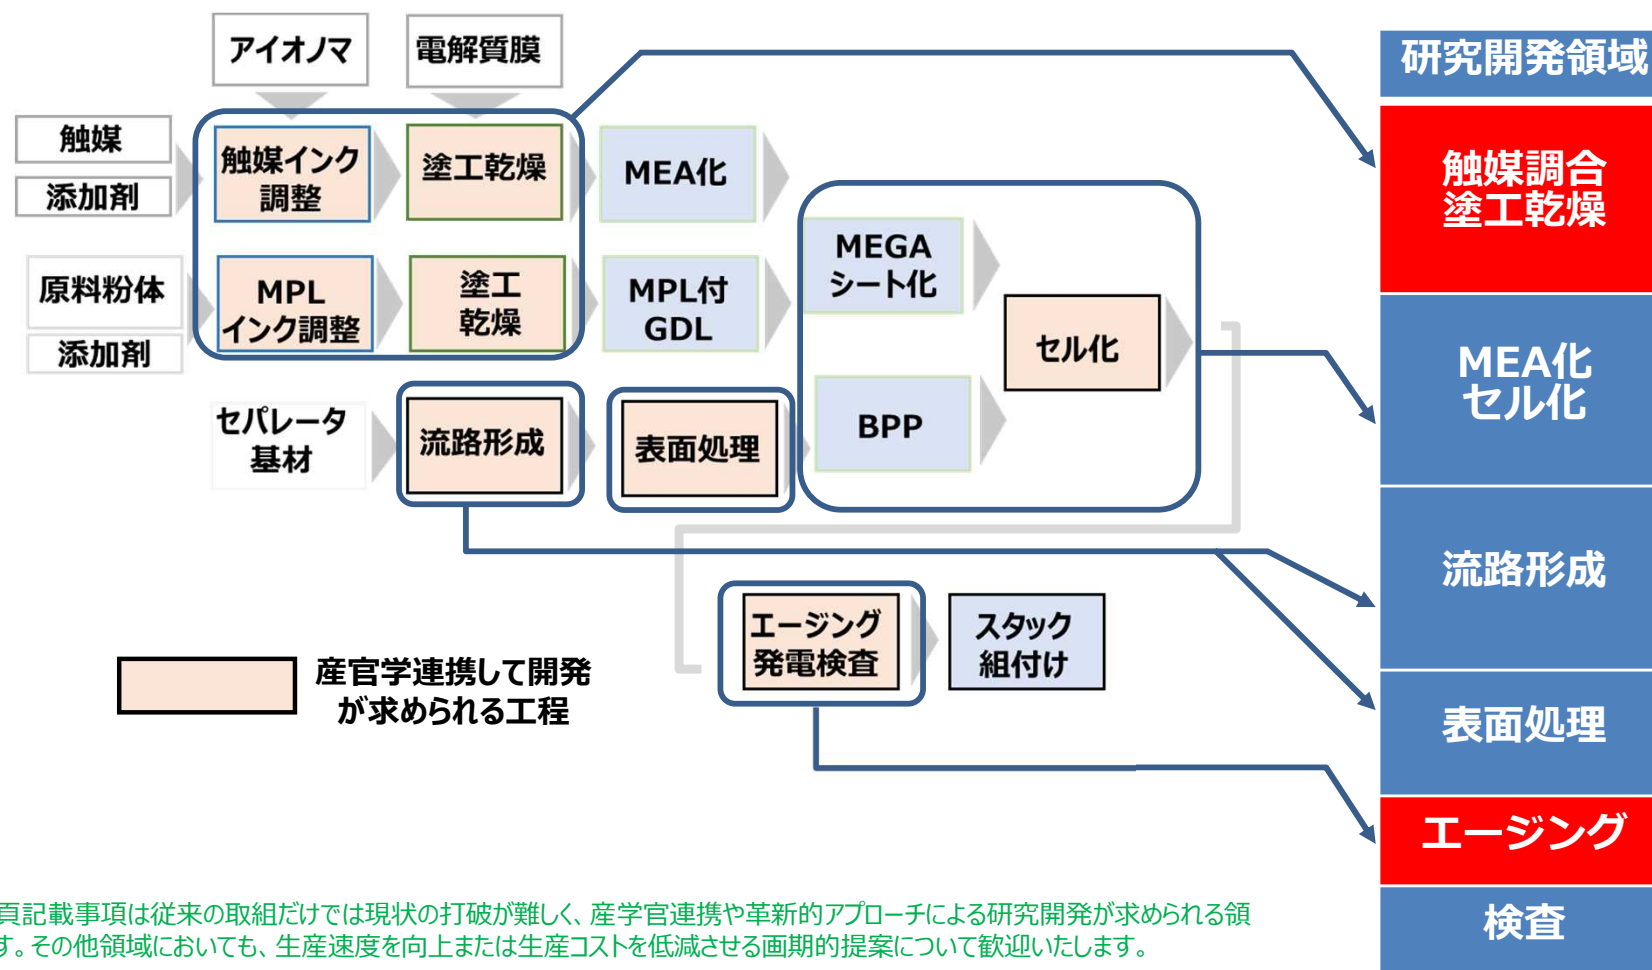 アイオノマ
電解質膜
研究開発領域
触媒
添加剤
触媒インク
調整
塗工乾燥
MEA化
触媒調合
塗工乾燥
原料粉体
添加剤
MPL
インク調整
塗工
乾燥
MPL付
GDL
MEGA
シート化
セル化
MEA化
セル化
セパレータ
基材
流路形成
表面処理
BPP
流路形成
エージング
発電検査
スタック
組付け
産官学連携して開発
が求められる工程
表面処理
エージング
検査
頁記載事項は従来の取組だけでは現状の打破が難しく、産学官連携や革新的アプローチによる研究開発が求められる領
す。その他領域においても、生産速度を向上または生産コストを低減させる画期的提案について歓迎いたします。